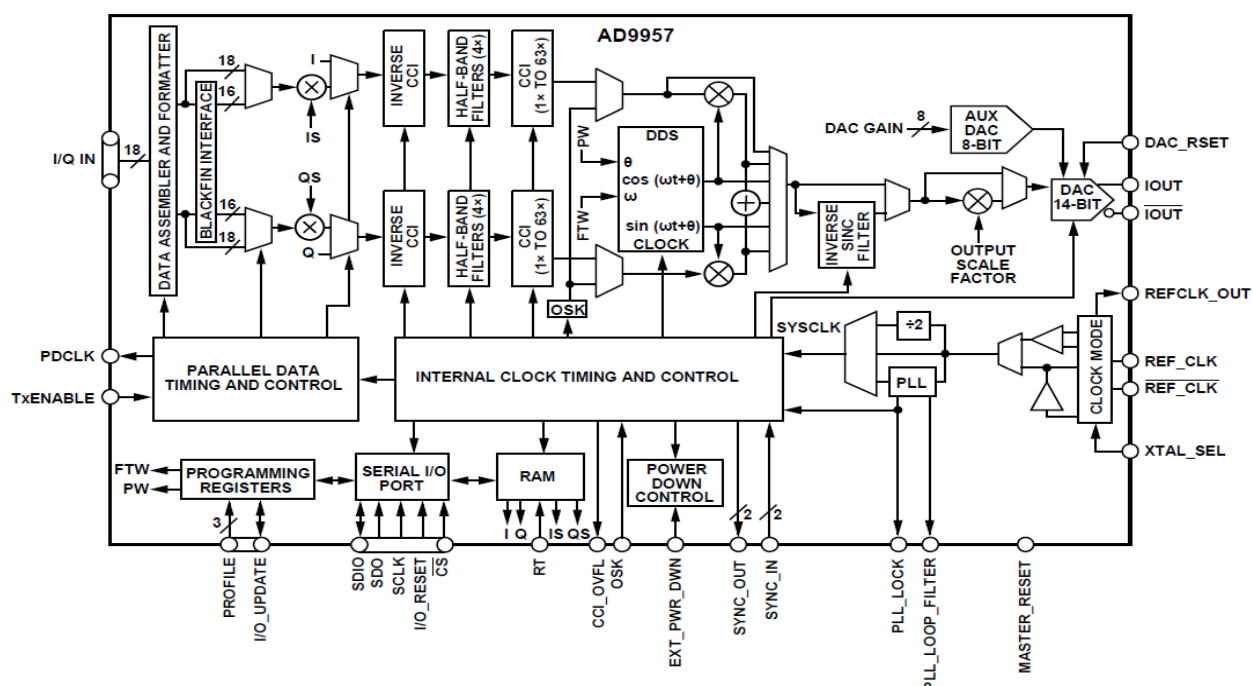 AD9957
I/Q IN
18
DATA ASSEMBLER AND FORMATTER
BLACKFIN INTERFACE
18
16
16
18
I
IS
QS
Q
INVERSE
CCI
INVERSE
CCI
HALF-BAND
FILTERS (4×)
HALF-BAND
FILTERS (4×)
CCI
(1× TO 63×)
CCI
(1× TO 63×)
OSK
PW
FTW
DDS
θ
cos (ωt+θ)
ω
sin (ωt+θ)
CLOCK
INVERSE
SINC
FILTER
OUTPUT
SCALE
FACTOR
DAC GAIN
8
AUX
DAC
8-BIT
DAC
14-BIT
DAC_RSET
IOUT
IOUT
REFCLK_OUT
REF_CLK
REF_CLK
XTAL_SEL
CLOCK MODE
SYSCLK
÷2
PLL
PDCLK
TxENABLE
PARALLEL DATA
TIMING AND CONTROL
INTERNAL CLOCK TIMING AND CONTROL
FTW
PW
PROGRAMMING
REGISTERS
SERIAL I/O
PORT
RAM
POWER
DOWN
CONTROL
3
I
Q
IS
QS
2
2
PROFILE
I/O_UPDATE
SDIO
SDO
SCLK
I/O_RESET
CS
RT
CCI_OVFL
OSK
EXT_PWR_DWN
SYNC_OUT
SYNC_IN
PLL_LOCK
PLL_LOOP_FILTER
MASTER_RESET